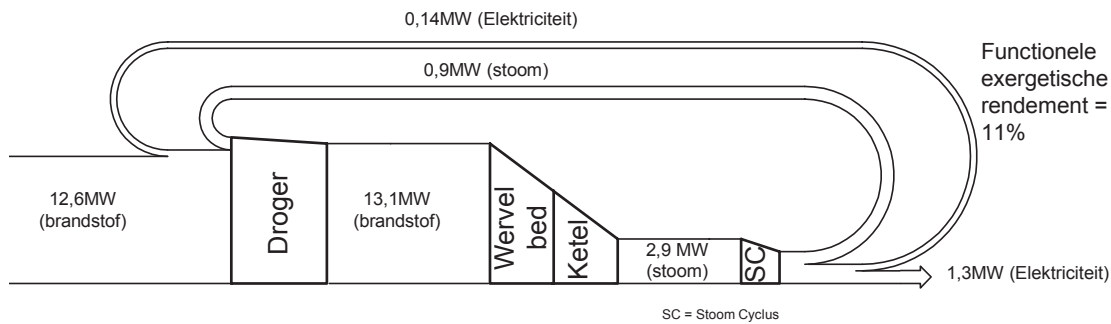 0,14MW (Elektriciteit)
0,9MW (stoom)
Functionele
exergetische
rendement =
11%
12,6MW
(brandstof)
Droger
13,1MW
(brandstof)
Wervel
bed
Ketel
2,9 MW
(stoom)
SC
1,3MW (Elektriciteit)
SC = Stoom Cyclus